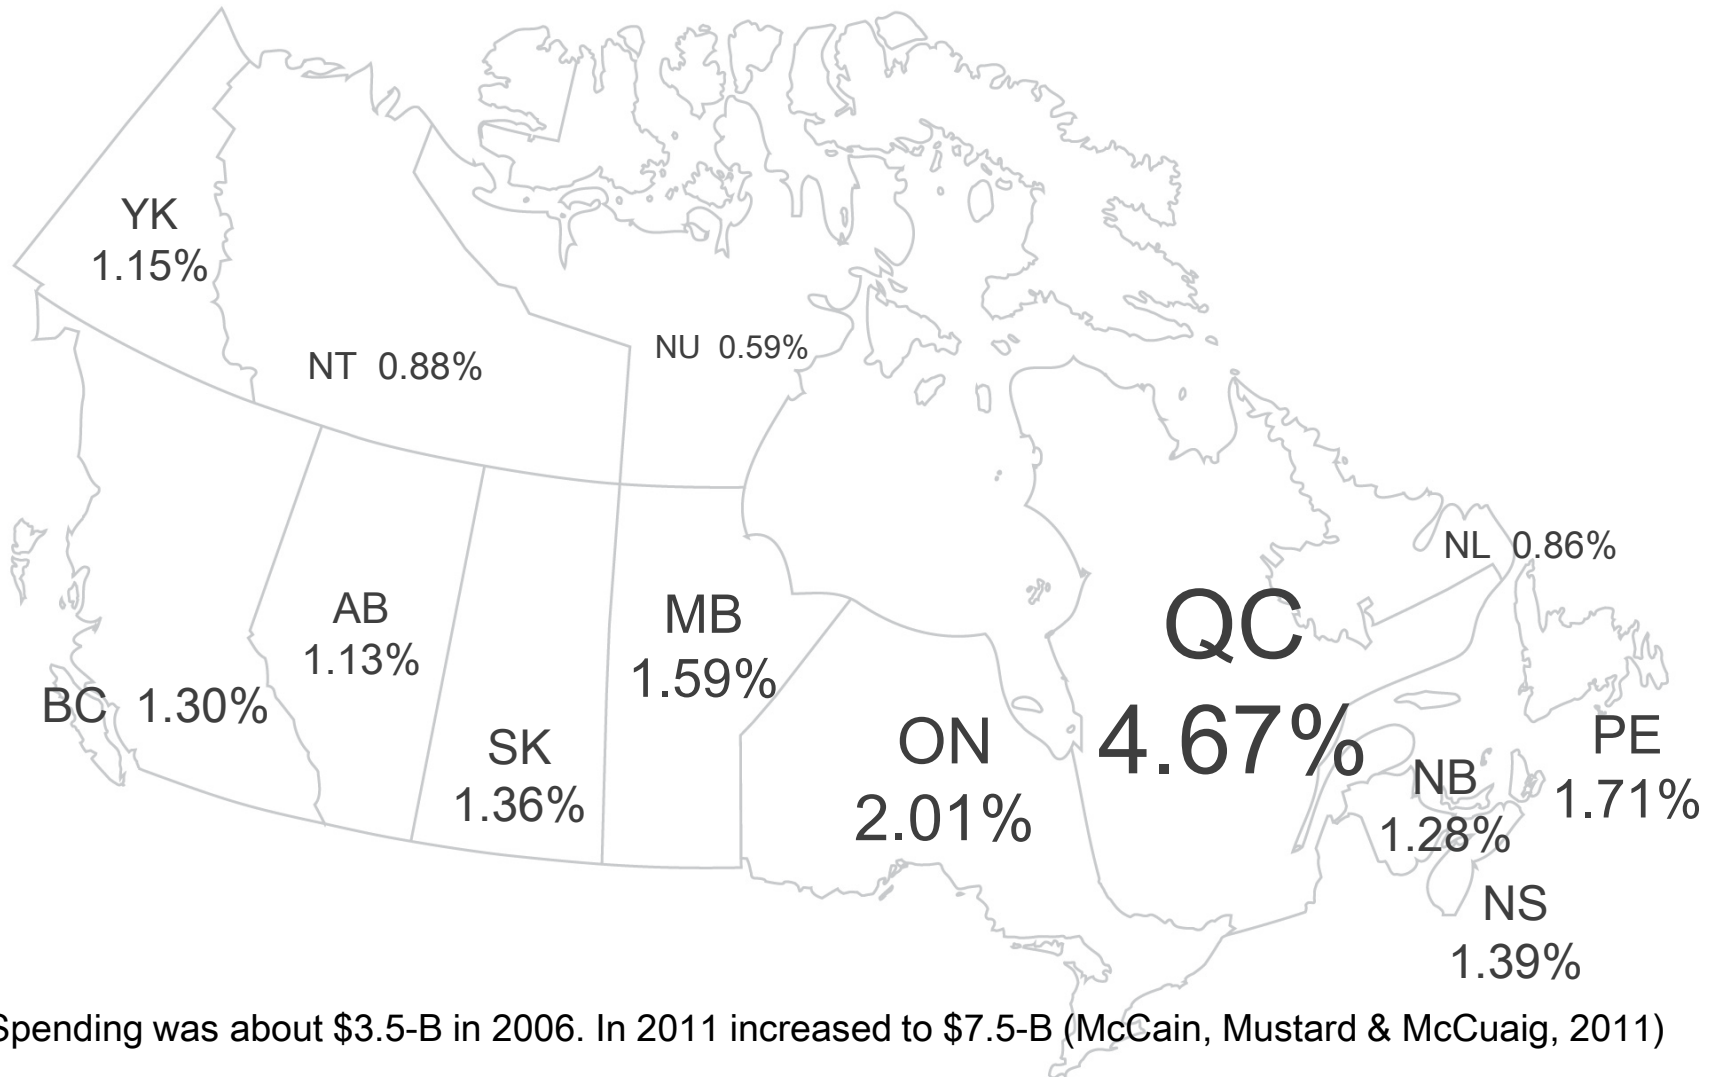 YK
1.15%
NT 0.88%
NU 0.59%
NL 0.86%
AB
1.13%
MB
1.59%
QC
4.67%
BC 1.30%
SK
1.36%
ON
2.01%
PE
1.71%
NB
1.28%
NS
1.39%
Spending was about $3.5-B in 2006. In 2011 increased to $7.5-B (McCain, Mustard & McCuaig, 2011)